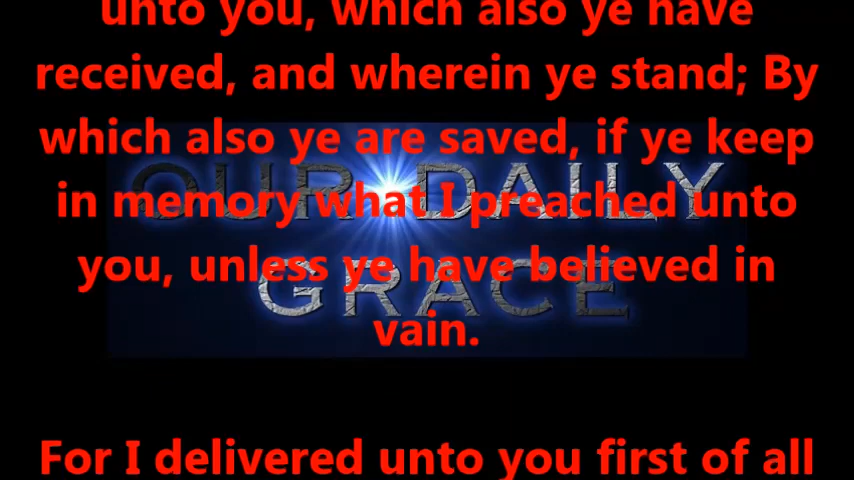 unto you, which also ye have
received, and wherein ye stand; By
which also ye are saved, if ye keep
in memory what I preached unto
you, unless ye have believed in
vain.
For I delivered unto you first of all
OUR DAILY
GRACE